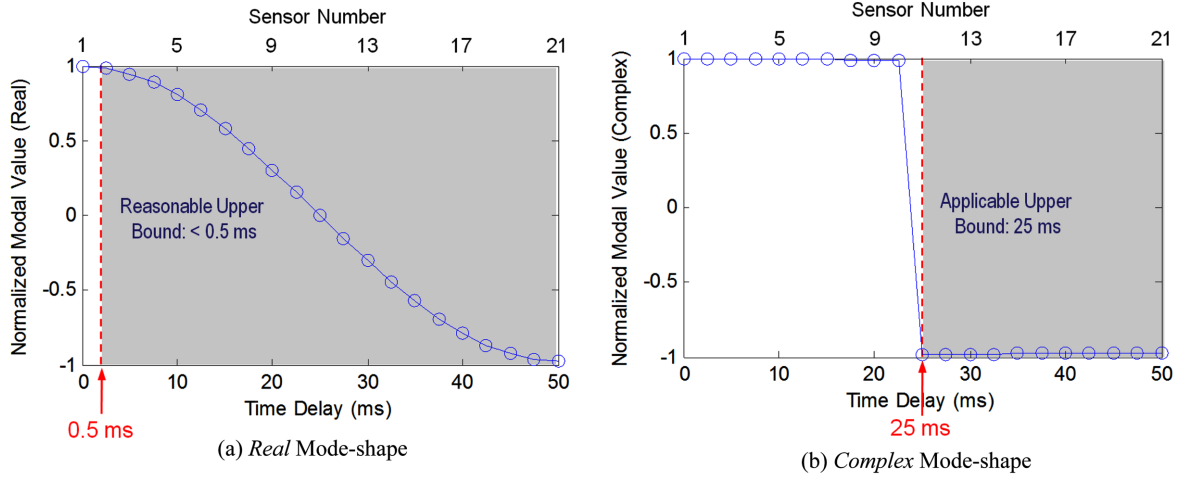 Sensor Number
1 5 9 13 17 21
Normalized Modal Value (Real)
1
0.5
0
-0.5
-1
Reasonable Upper
Bound: < 0.5 ms
0 10 20 30 40 50
Time Delay (ms)
0.5 ms
(a) Real Mode-shape
Sensor Number
1 5 9 13 17 21
Normalized Modal Value (Complex)
1
0.5
0
-0.5
-1
Applicable Upper
Bound: 25 ms
0 10 20 30 40 50
Time Delay (ms)
25 ms
(b) Complex Mode-shape